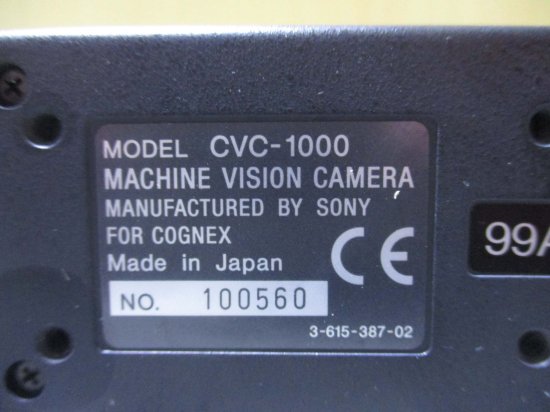 MODEL CVC-1000
MACHINE VISION CAMERA
MANUFACTURED BY SONY
FOR COGNEX
Made in Japan
CE
NO. 100560
3-615-387-02
99A